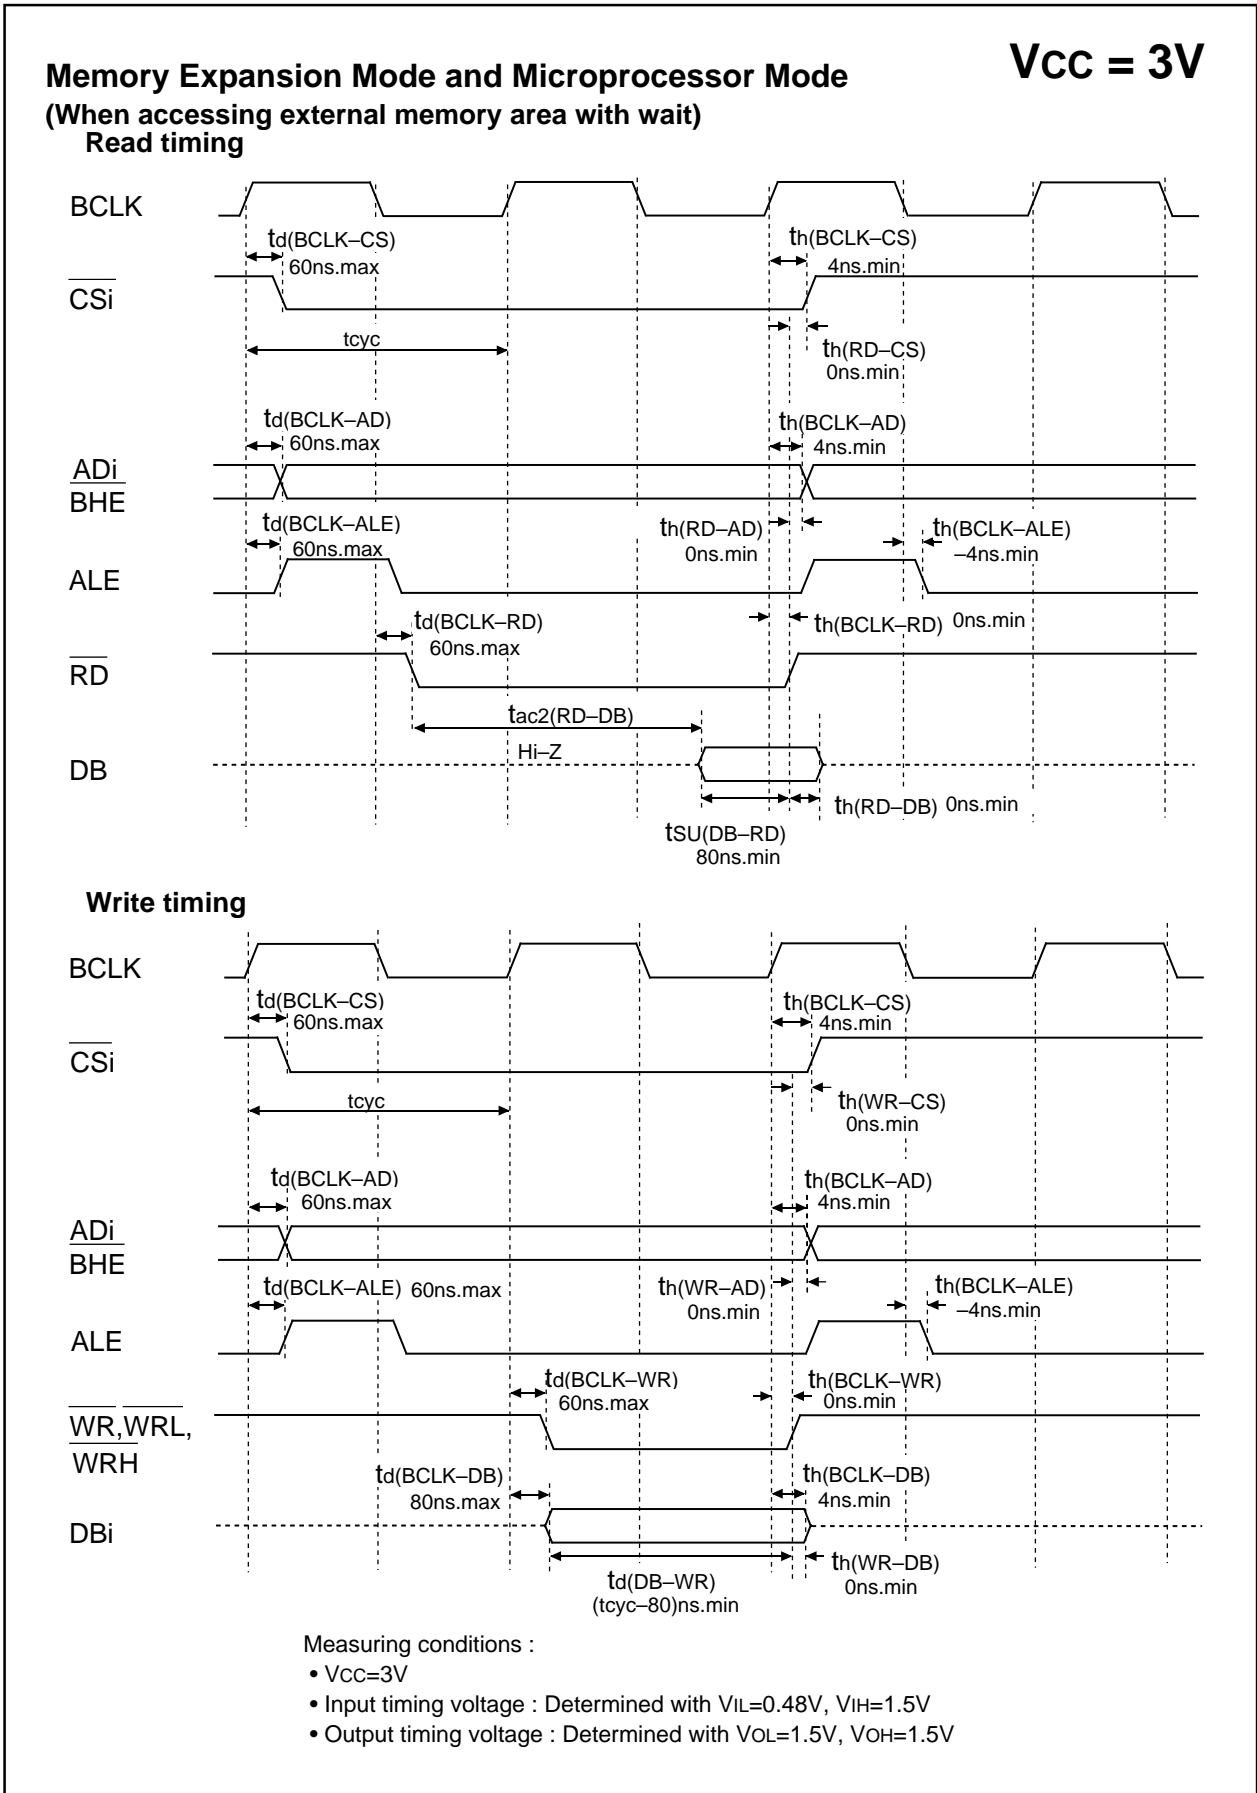 VCC = 3V
Memory Expansion Mode and Microprocessor Mode
(When accessing external memory area with wait)
Read timing
BCLK
td(BCLK–CS)
60ns.max
th(BCLK–CS)
4ns.min
CSi
tcyc
th(RD–CS)
0ns.min
td(BCLK–AD)
60ns.max
th(BCLK–AD)
4ns.min
ADi
BHE
td(BCLK–ALE)
60ns.max
th(RD–AD)
0ns.min
th(BCLK–ALE)
–4ns.min
ALE
td(BCLK–RD)
60ns.max
th(BCLK–RD) 0ns.min
RD
tac2(RD–DB)
Hi–Z
DB
th(RD–DB) 0ns.min
tSU(DB–RD)
80ns.min
Write timing
BCLK
td(BCLK–CS)
60ns.max
th(BCLK–CS)
4ns.min
CSi
tcyc
th(WR–CS)
0ns.min
td(BCLK–AD)
60ns.max
th(BCLK–AD)
4ns.min
ADi
BHE
td(BCLK–ALE) 60ns.max
th(WR–AD)
0ns.min
th(BCLK–ALE)
–4ns.min
ALE
td(BCLK–WR)
60ns.max
th(BCLK–WR)
0ns.min
WR,WRL,
WRH
td(BCLK–DB)
80ns.max
th(BCLK–DB)
4ns.min
DBi
td(DB–WR)
(tcyc–80)ns.min
th(WR–DB)
0ns.min
Measuring conditions :
• VCC=3V
• Input timing voltage : Determined with VIL=0.48V, VIH=1.5V
• Output timing voltage : Determined with VOL=1.5V, VOH=1.5V